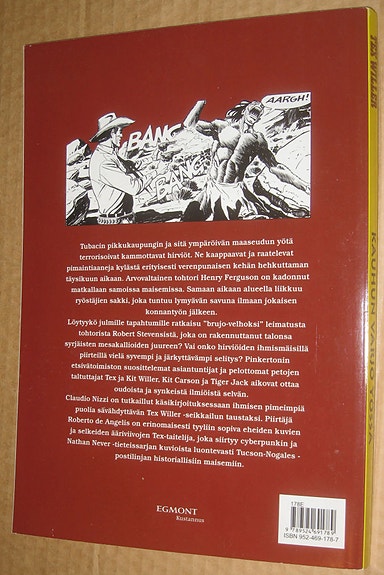 AARGH!
BANG
BANG
BANG
Tubacin pikkukaupungin ja sitä ympäröivän maaseudun yötä
terrorisoivat kammottavat hirviöt. Ne kaappaavat ja raatelevat
pimaintiaaneja kylästä erityisesti verenpunaisen kehän hehkuttaman
täysikuun aikaan. Arvovaltainen tohtori Henry Ferguson on kadonnut
matkallaan samoissa maisemissa. Samaan aikaan alueella liikkuu
ryöstäjien sakki, joka tuntuu lymyävän savuna ilmaan jokaisen
konnantyön jälkeen.
Löytyykö julmille tapahtumille ratkaisu "brujo-velhoksi" leimatusta
tohtorista Robert Stevensistä, joka on rakennuttanut talonsa
syrjäisten mesakallioiden juureen? Vai onko hirviöiden ihmismäisillä
piirteillä vielä syvempi ja järkyttävämpi selitys? Pinkertonin
etsivätoimiston suosittelemat asiantuntijat ja pelottomat petojen
taltuttajat Tex ja Kit Willer, Kit Carson ja Tiger Jack aikovat ottaa
oudoista ja synkeistä ilmiöistä selvän.
Claudio Nizzi on tutkaillut käsikirjoituksessaan ihmisen pimeimpiä
puolia sävähdyttävän Tex Willer -seikkailun taustaksi. Piirtäjä
Roberto de Angelis on erinomaisesti tyyliin sopiva eheiden kuvien
ja selkeiden ääriviivojen Tex-taitelija, joka siirtyy cyberpunkin ja
Nathan Never -tieteissarjan kuvioista luontevasti Tucson-Nogales -
postilinjan historiallisiin maisemiin.
EGMONT
Kustannus
178E
9 789524 691789
ISBN 952-469-178-7
TEX WILLER